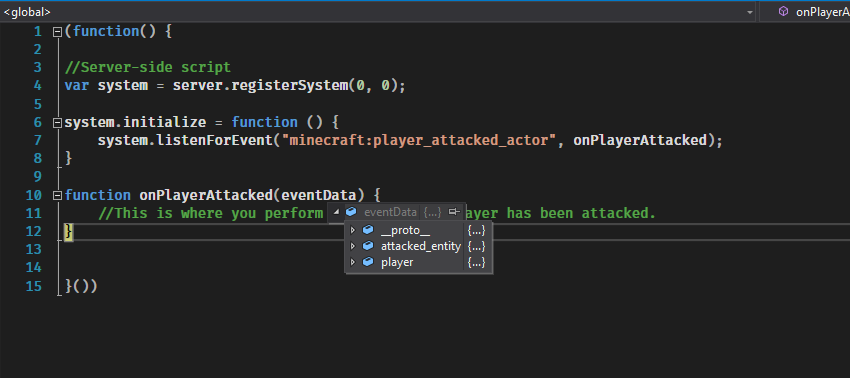 <global>
onPlayerA
1 (function() {
2
3 //Server-side script
4 var system = server.registerSystem(0, 0);
5
6 system.initialize = function () {
7 system.listenForEvent("minecraft:player_attacked_actor", onPlayerAttacked);
8 }
9
10 function onPlayerAttacked(eventData) {
11 //This is where you perform ayer has been attacked.
eventData {...}
12 }
__proto__ {...}
13
attacked_entity {...}
14
player {...}
15 }())